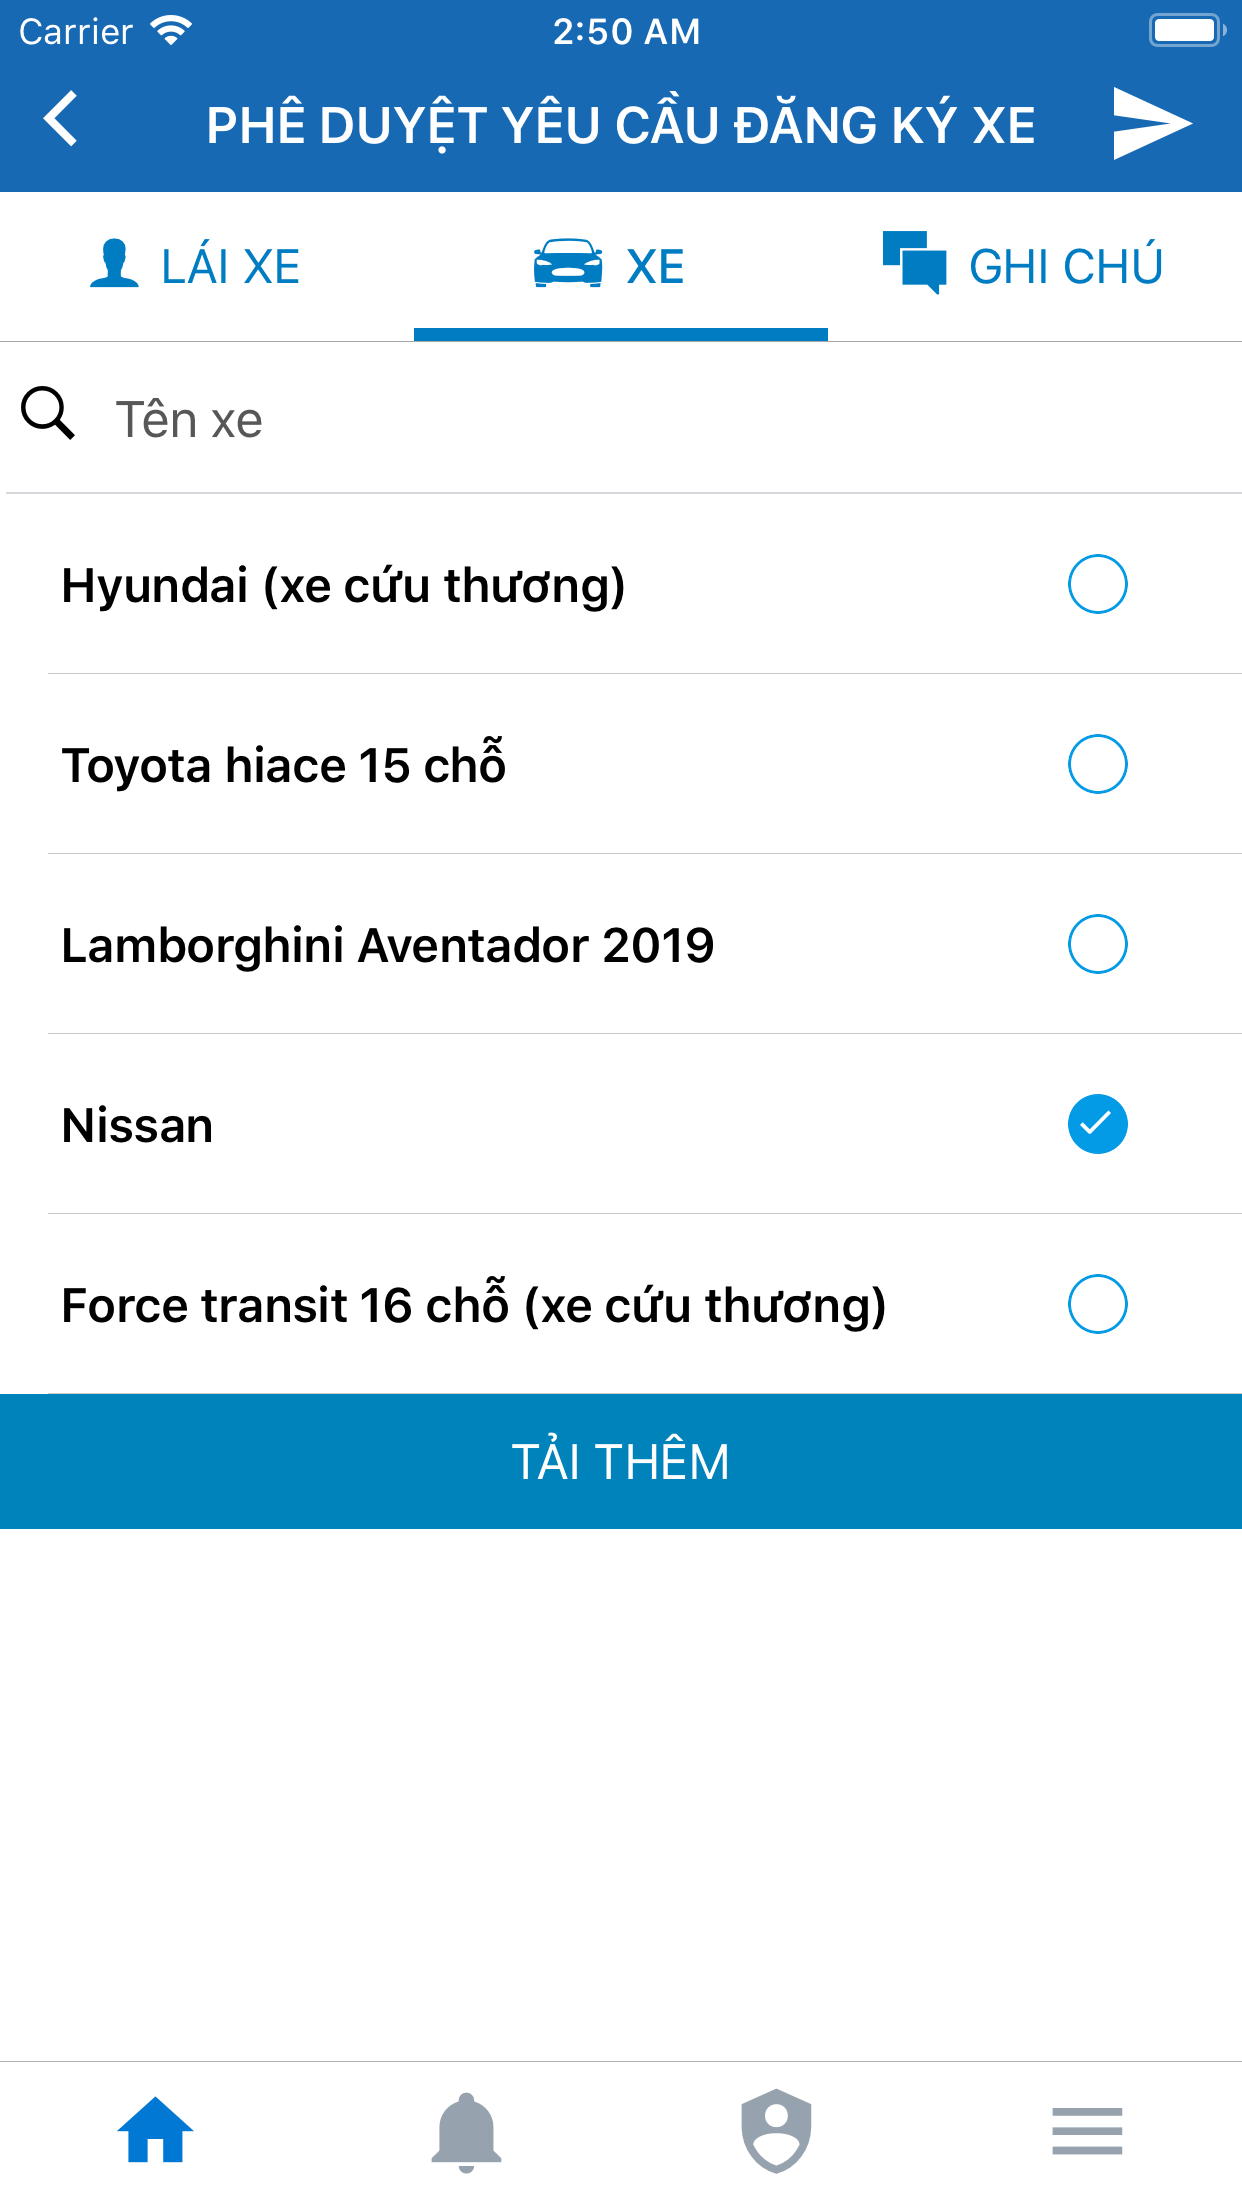 Carrier 2:50 AM
PHÊ DUYỆT YÊU CẦU ĐĂNG KÝ XE
LÁI XE XE GHI CHÚ
Tên xe
Hyundai (xe cứu thương)
Toyota hiace 15 chỗ
Lamborghini Aventador 2019
Nissan
Force transit 16 chỗ (xe cứu thương)
TẢI THÊM